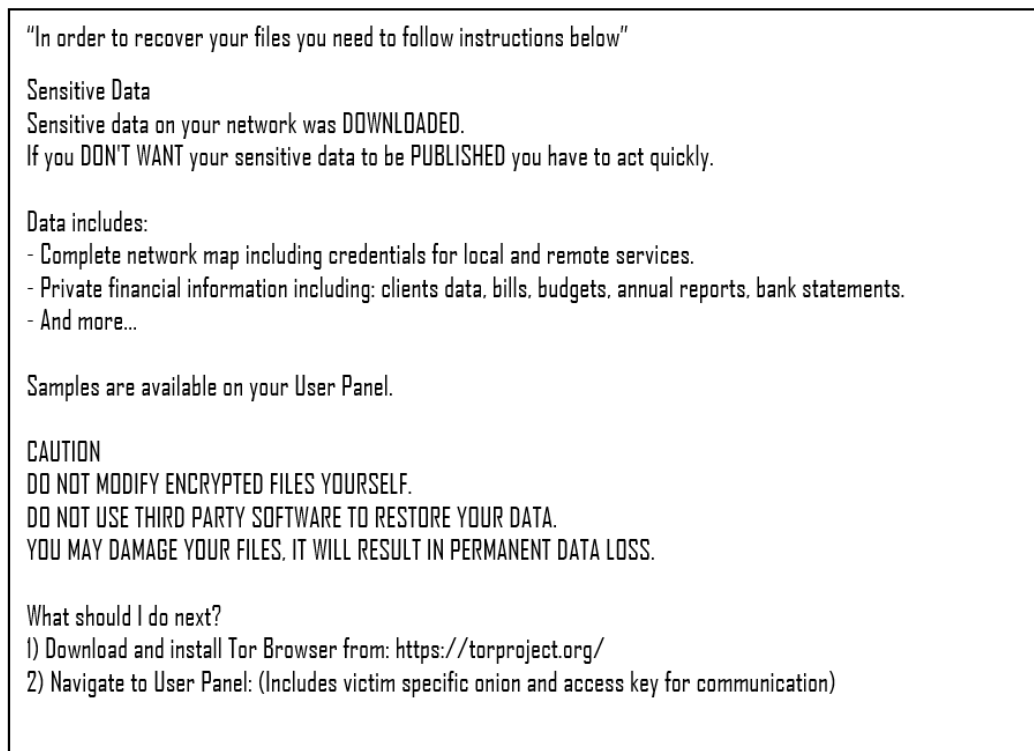 “In order to recover your files you need to follow instructions below”
Sensitive Data
Sensitive data on your network was DOWNLOADED.
If you DON'T WANT your sensitive data to be PUBLISHED you have to act quickly.
Data includes:
- Complete network map including credentials for local and remote services.
- Private financial information including: clients data, bills, budgets, annual reports, bank statements.
- And more...
Samples are available on your User Panel.
CAUTION
DO NOT MODIFY ENCRYPTED FILES YOURSELF.
DO NOT USE THIRD PARTY SOFTWARE TO RESTORE YOUR DATA.
YOU MAY DAMAGE YOUR FILES, IT WILL RESULT IN PERMANENT DATA LOSS.
What should I do next?
1) Download and install Tor Browser from: https://torproject.org/
2) Navigate to User Panel: (Includes victim specific onion and access key for communication)